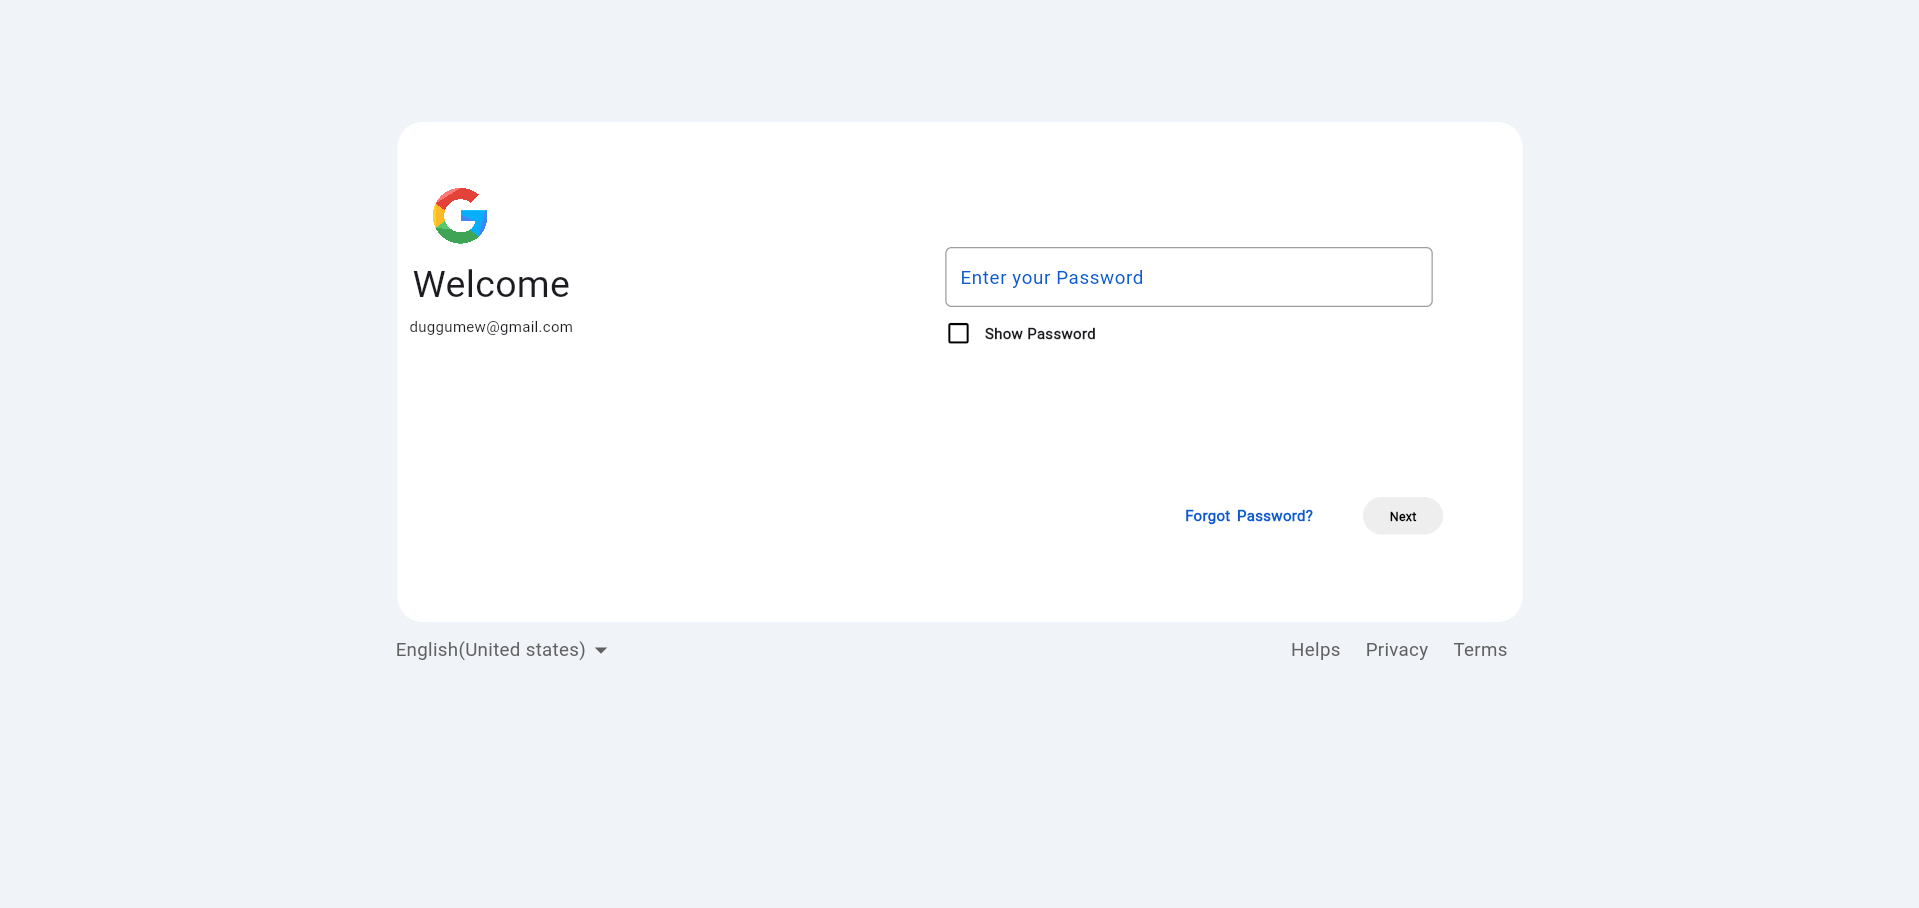 Welcome
duggumew@gmail.com
Enter your Password
Show Password
Forgot Password?
Next
English(United states)
Helps Privacy Terms